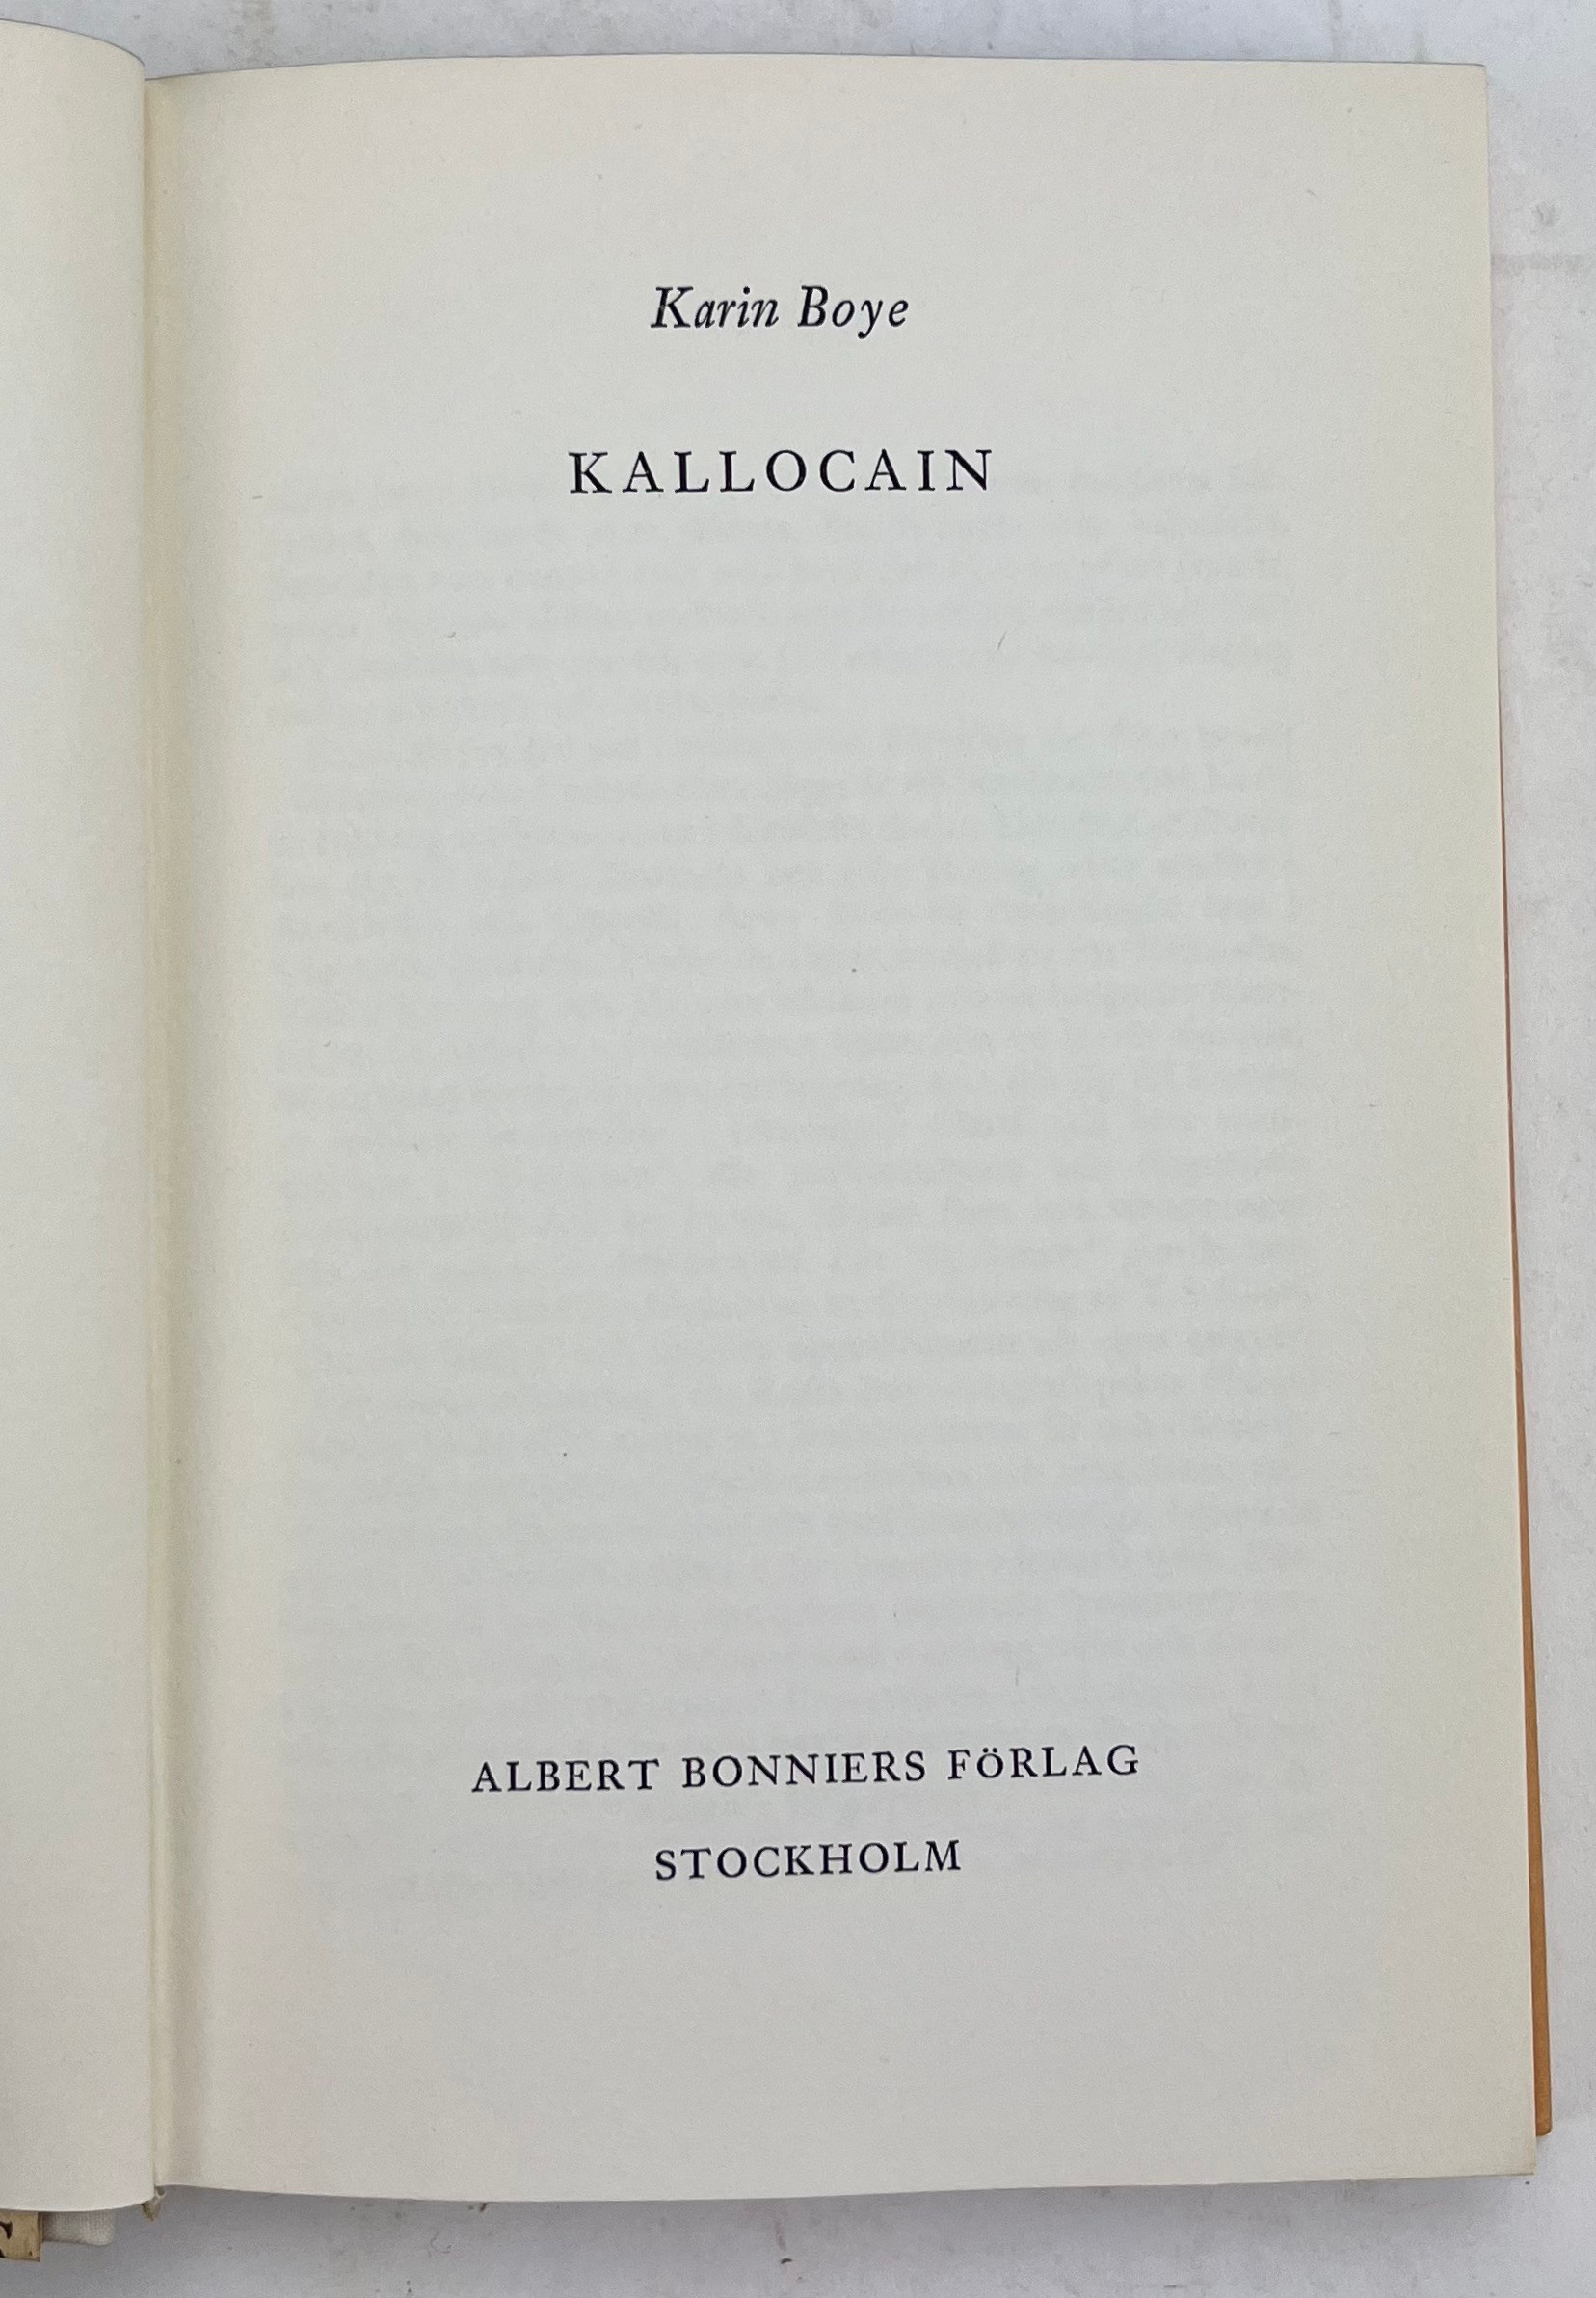 Karin Boye
KALLOCAIN
ALBERT BONNIERS FÖRLAG
STOCKHOLM